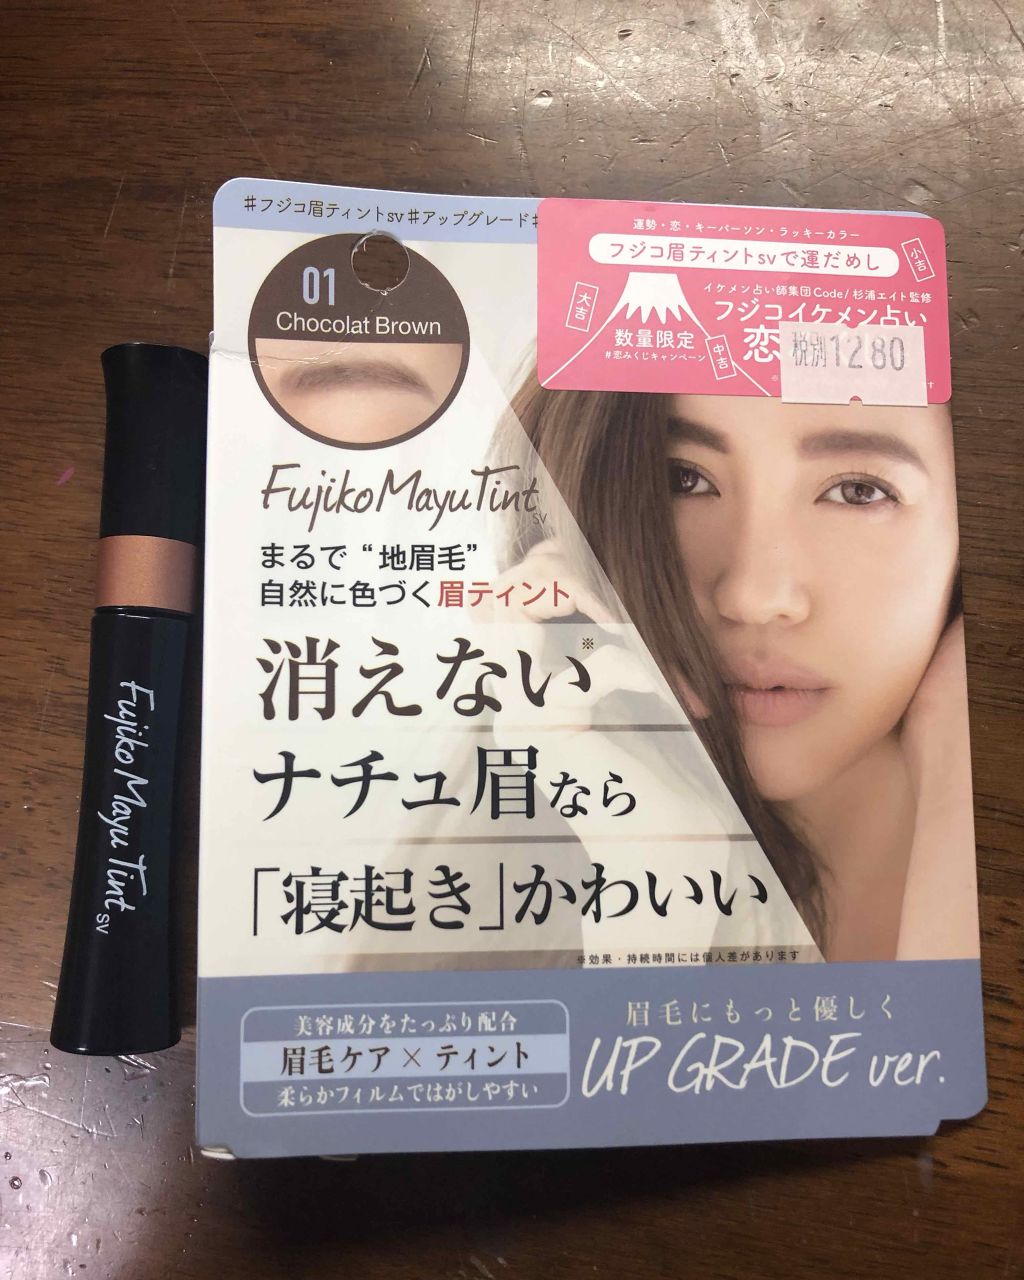 #フジコ眉ティントsv#アップグレード#
運勢・恋・キーパーソン・ラッキーカラー
フジコ眉ティントsvで運だめし
小吉
大吉
イケメン占い師集団Code/杉浦エイト監修
フジコイケメン占い
数量限定
恋
#恋みくじキャンペーン
中吉
税別1280
01
Chocolat Brown
FujikoMayuTint
SV
まるで“地眉毛”
自然に色づく眉ティント
消えない※
ナチュ眉なら
「寝起き」かわいい
※効果・持続時間には個人差があります
美容成分をたっぷり配合
眉毛ケア×ティント
柔らかフィルムではがしやすい
眉毛にもっと優しく
UP GRADE ver.
Fujiko Mayu Tint SV